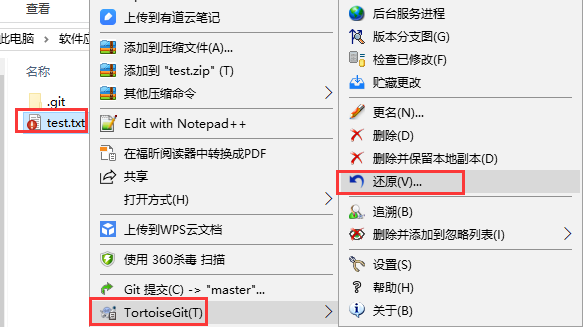 上传到有道云笔记
此电脑
软件应
添加到压缩文件(A)...
名称
添加到 "test.zip" (T)
其他压缩命令
.git
test.txt
Edit with Notepad++
在福昕阅读器中转换成PDF
共享
打开方式(H)
上传到WPS云文档
使用 360杀毒 扫描
Git 提交(C) -> "master"...
TortoiseGit(T)
后台服务进程
版本分支图(G)
检查已修改(F)
贮藏更改
更名(N)...
删除(D)
删除并保留本地副本(D)
还原(V)...
追溯(B)
删除并添加到忽略列表(I)
设置(S)
帮助(H)
关于(B)